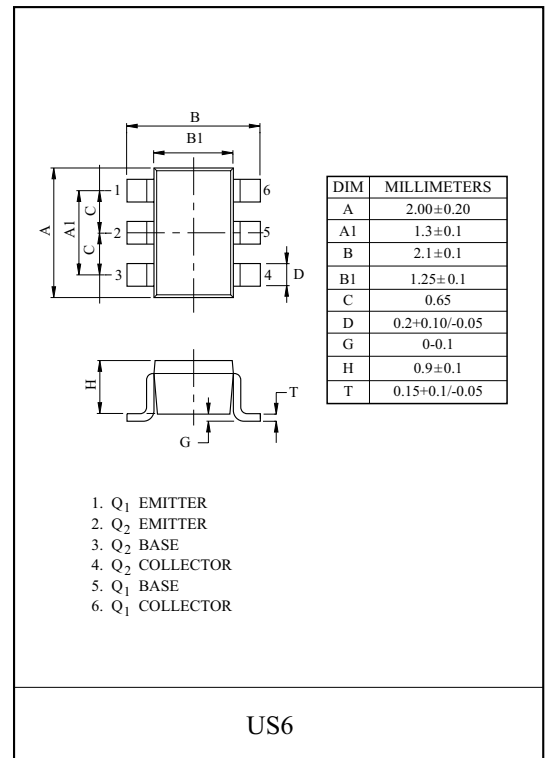 B
B1
1
6
A
A1
C
2
5
C
3
4
D
H
T
G
DIM MILLIMETERS
A 2.00±0.20
A1 1.3±0.1
B 2.1±0.1
B1 1.25±0.1
C 0.65
D 0.2+0.10/-0.05
G 0-0.1
H 0.9±0.1
T 0.15+0.1/-0.05
1. Q1 EMITTER
2. Q2 EMITTER
3. Q2 BASE
4. Q2 COLLECTOR
5. Q1 BASE
6. Q1 COLLECTOR
US6